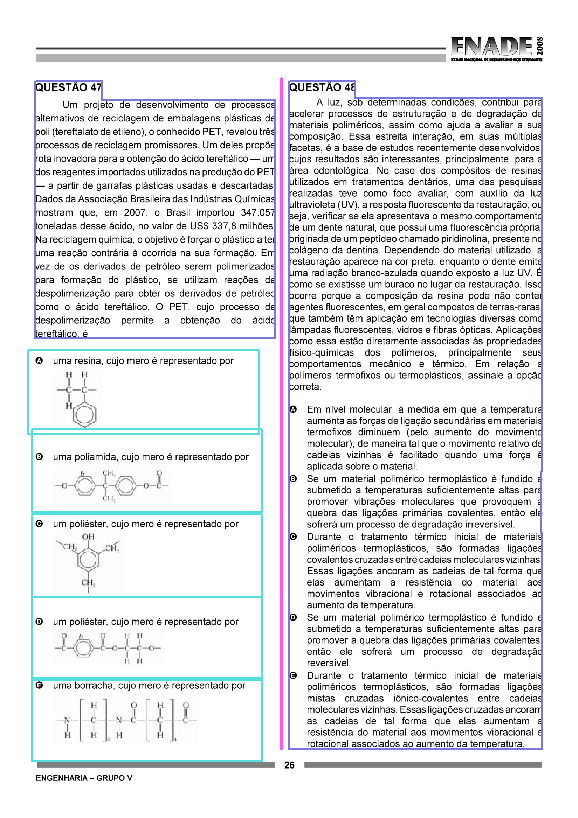 ENADE 2008
EXAME NACIONAL DE DESEMPENHO DOS ESTUDANTES
QUESTÃO 47
Um projeto de desenvolvimento de processos
alternativos de reciclagem de embalagens plásticas de
poli (tereftalato de etileno), o conhecido PET, revelou três
processos de reciclagem promissores. Um deles propõe
rota inovadora para a obtenção do ácido tereftálico — um
dos reagentes importados utilizados na produção do PET
— a partir de garrafas plásticas usadas e descartadas.
Dados da Associação Brasileira das Indústrias Químicas
mostram que, em 2007, o Brasil importou 347.057
toneladas desse ácido, no valor de US$ 337,8 milhões.
Na reciclagem química, o objetivo é forçar o plástico a ter
uma reação contrária à ocorrida na sua formação. Em
vez de os derivados de petróleo serem polimerizados
para formação do plástico, se utilizam reações de
despolimerização para obter os derivados de petróleo
como o ácido tereftálico. O PET, cujo processo de
despolimerização permite a obtenção do ácido
tereftálico, é
A uma resina, cujo mero é representado por
H H
C C
H
B uma poliamida, cujo mero é representado por
O CH₃ O
O C O C
CH₃
C um poliéster, cujo mero é representado por
OH
CH₂ CH₂
CH₂
D um poliéster, cujo mero é representado por
O O H H
C C O C C O
H H
E uma borracha, cujo mero é representado por
H O H O
N C N C C C
H H H H
QUESTÃO 48
A luz, sob determinadas condições, contribui para
acelerar processos de estruturação e de degradação de
materiais poliméricos, assim como ajuda a avaliar a sua
composição. Essa estreita interação, em suas múltiplas
facetas, é a base de estudos recentemente desenvolvidos,
cujos resultados são interessantes, principalmente, para a
área odontológica. No caso dos compósitos de resinas
utilizados em tratamentos dentários, uma das pesquisas
realizadas teve como foco avaliar, com auxílio da luz
ultravioleta (UV), a resposta fluorescente da restauração, ou
seja, verificar se ela apresentava o mesmo comportamento
de um dente natural, que possui uma fluorescência própria,
originada de um peptídeo chamado piridinolina, presente no
colágeno da dentina. Dependendo do material utilizado, a
restauração aparece na cor preta, enquanto o dente emite
uma radiação branco-azulada quando exposto a luz UV. É
como se existisse um buraco no lugar da restauração. Isso
ocorre porque a composição da resina pode não conter
agentes fluorescentes, em geral compostos de terras-raras,
que também têm aplicação em tecnologias diversas como
lâmpadas fluorescentes, vidros e fibras ópticas. Aplicações
como essa estão diretamente associadas às propriedades
físico-químicas dos polímeros, principalmente seus
comportamentos mecânico e térmico. Em relação a
polímeros termofixos ou termoplásticos, assinale a opção
correta.
A Em nível molecular, à medida em que a temperatura
aumenta as forças de ligação secundárias em materiais
termofixos diminuem (pelo aumento do movimento
molecular), de maneira tal que o movimento relativo de
cadeias vizinhas é facilitado quando uma força é
aplicada sobre o material.
B Se um material polimérico termoplástico é fundido e
submetido a temperaturas suficientemente altas para
promover vibrações moleculares que provoquem a
quebra das ligações primárias covalentes, então ele
sofrerá um processo de degradação irreversível.
C Durante o tratamento térmico inicial de materiais
poliméricos termoplásticos, são formadas ligações
covalentes cruzadas entre cadeias moleculares vizinhas.
Essas ligações ancoram as cadeias de tal forma que
elas aumentam a resistência do material aos
movimentos vibracional e rotacional associados ao
aumento da temperatura.
D Se um material polimérico termoplástico é fundido e
submetido a temperaturas suficientemente altas para
promover a quebra das ligações primárias covalentes,
então ele sofrerá um processo de degradação
reversível.
E Durante o tratamento térmico inicial de materiais
poliméricos termoplásticos, são formadas ligações
mistas cruzadas iônico-covalentes entre cadeias
moleculares vizinhas. Essas ligações cruzadas ancoram
as cadeias de tal forma que elas aumentam a
resistência do material aos movimentos vibracional e
rotacional associados ao aumento da temperatura.
26
ENGENHARIA – GRUPO V